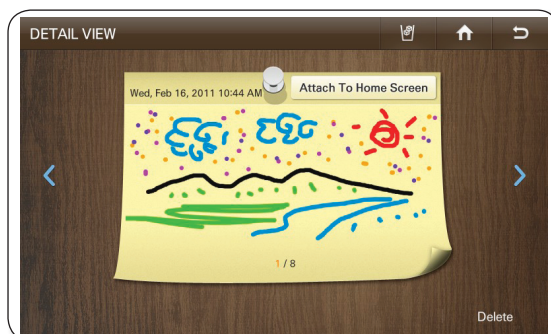 DETAIL VIEW
Wed, Feb 16, 2011 10:44 AM
Attach To Home Screen
1 / 8
Delete